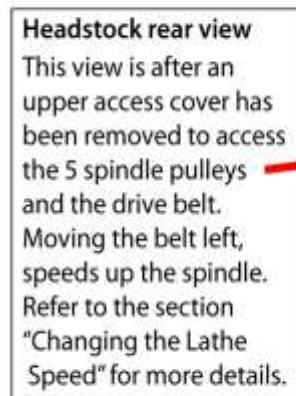 Headstock rear view
This view is after an
upper access cover has
been removed to access
the 5 spindle pulleys
and the drive belt.
Moving the belt left,
speeds up the spindle.
Refer to the section
"Changing the Lathe
Speed" for more details.